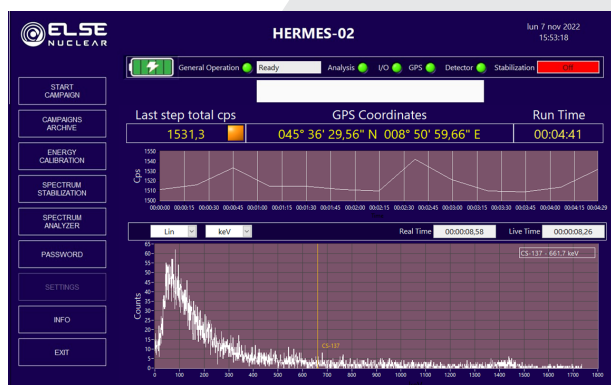 ELSE
NUCLEAR
HERMES-02
lun 7 nov 2022
15:53:18
General Operation Ready Analysis I/O GPS Detector Stabilization Off
START CAMPAIGN
CAMPAIGNS ARCHIVE
ENERGY CALIBRATION
SPECTRUM STABILIZATION
SPECTRUM ANALYZER
PASSWORD
SETTINGS
INFO
EXIT
Last step total cps GPS Coordinates Run Time
1531,3 045° 36' 29,56" N 008° 50' 59,66" E 00:04:41
Cps
1550
1540
1530
1520
1510
1500
00:00:00 00:00:15 00:00:30 00:00:45 00:01:00 00:01:15 00:01:30 00:01:45 00:02:00 00:02:15 00:02:30 00:02:45 00:03:00 00:03:15 00:03:30 00:03:45 00:04:00 00:04:15 00:04:29
Lin keV Real Time 00:00:08,58 Live Time 00:00:08,26
CS-137 - 661,7 keV
Counts
65
60
55
50
45
40
35
30
25
20
15
10
5
0
CS-137
0 100 200 300 400 500 600 700 800 900 1000 1100 1200 1300 1400 1500 1600 1700 1800